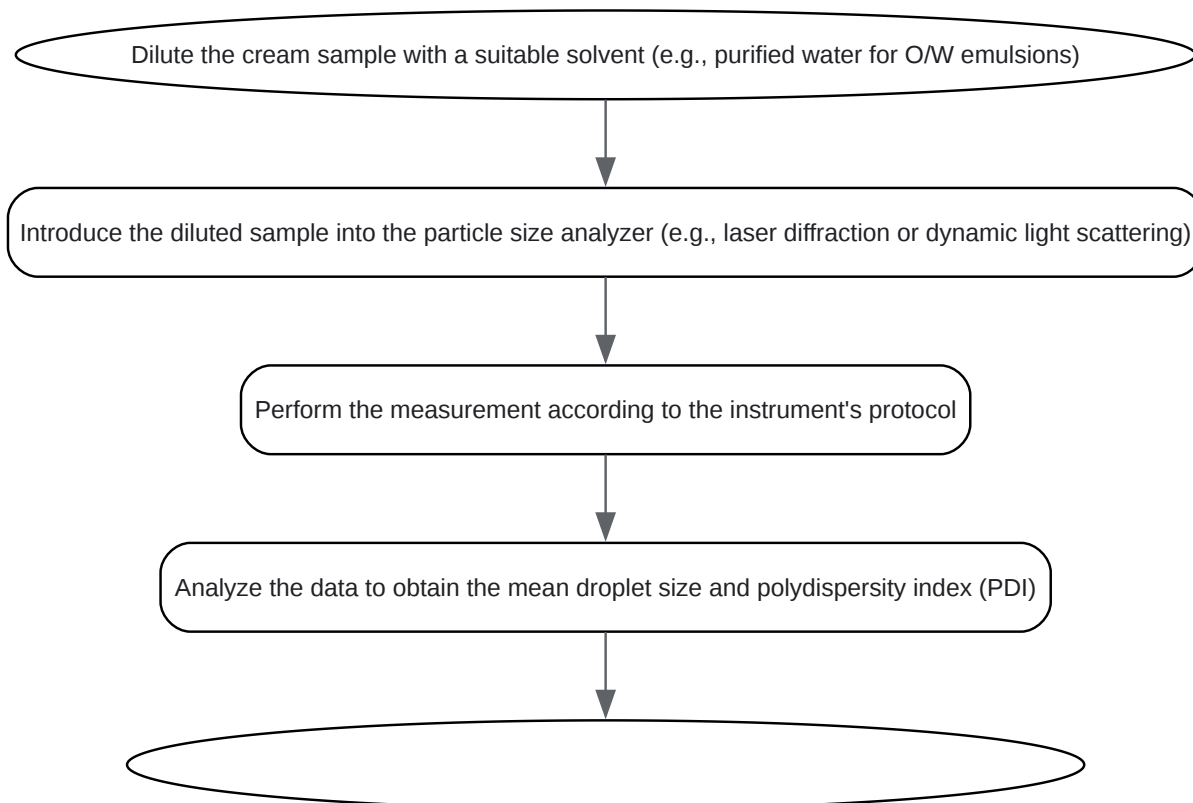 Dilute the cream sample with a suitable solvent (e.g., purified water for O/W emulsions)
Introduce the diluted sample into the particle size analyzer (e.g., laser diffraction or dynamic light scattering)
Perform the measurement according to the instrument's protocol
Analyze the data to obtain the mean droplet size and polydispersity index (PDI)